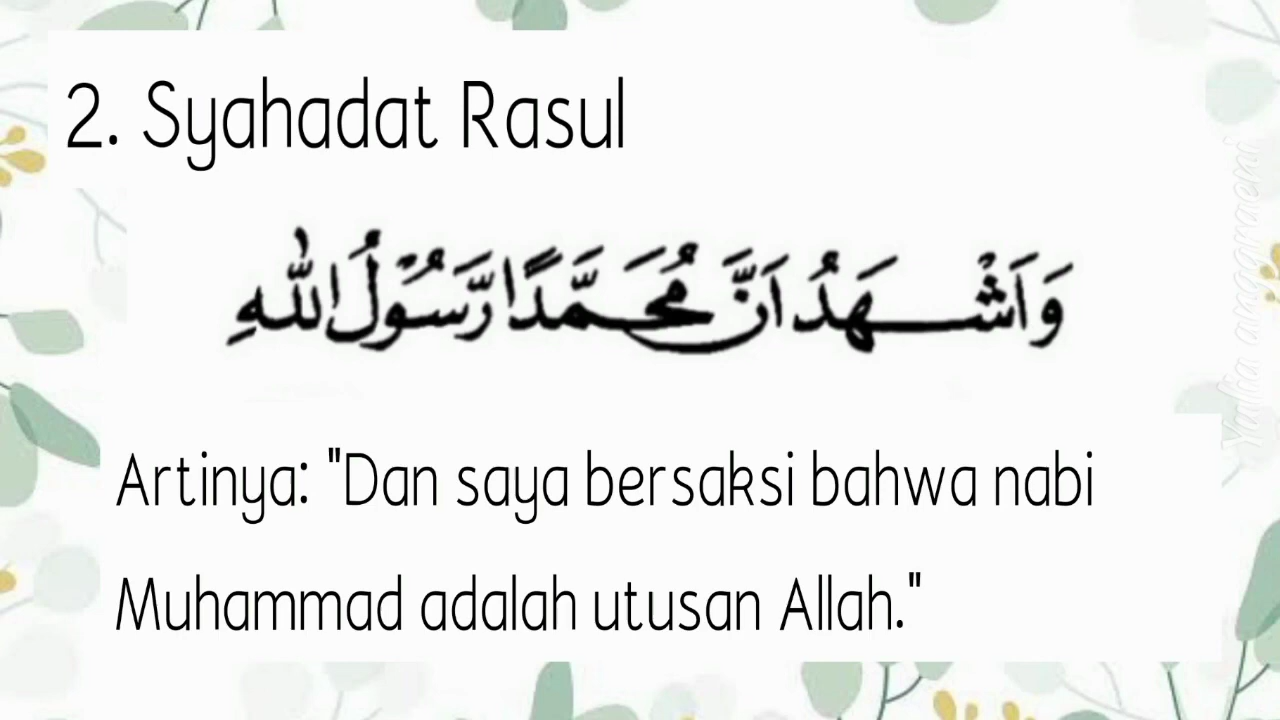 2. Syahadat Rasul
وَاَشْهَدُ اَنَّ مُحَمَّدًا رَّسُوْلُ اللّٰهِ
Artinya: "Dan saya bersaksi bahwa nabi
Muhammad adalah utusan Allah."